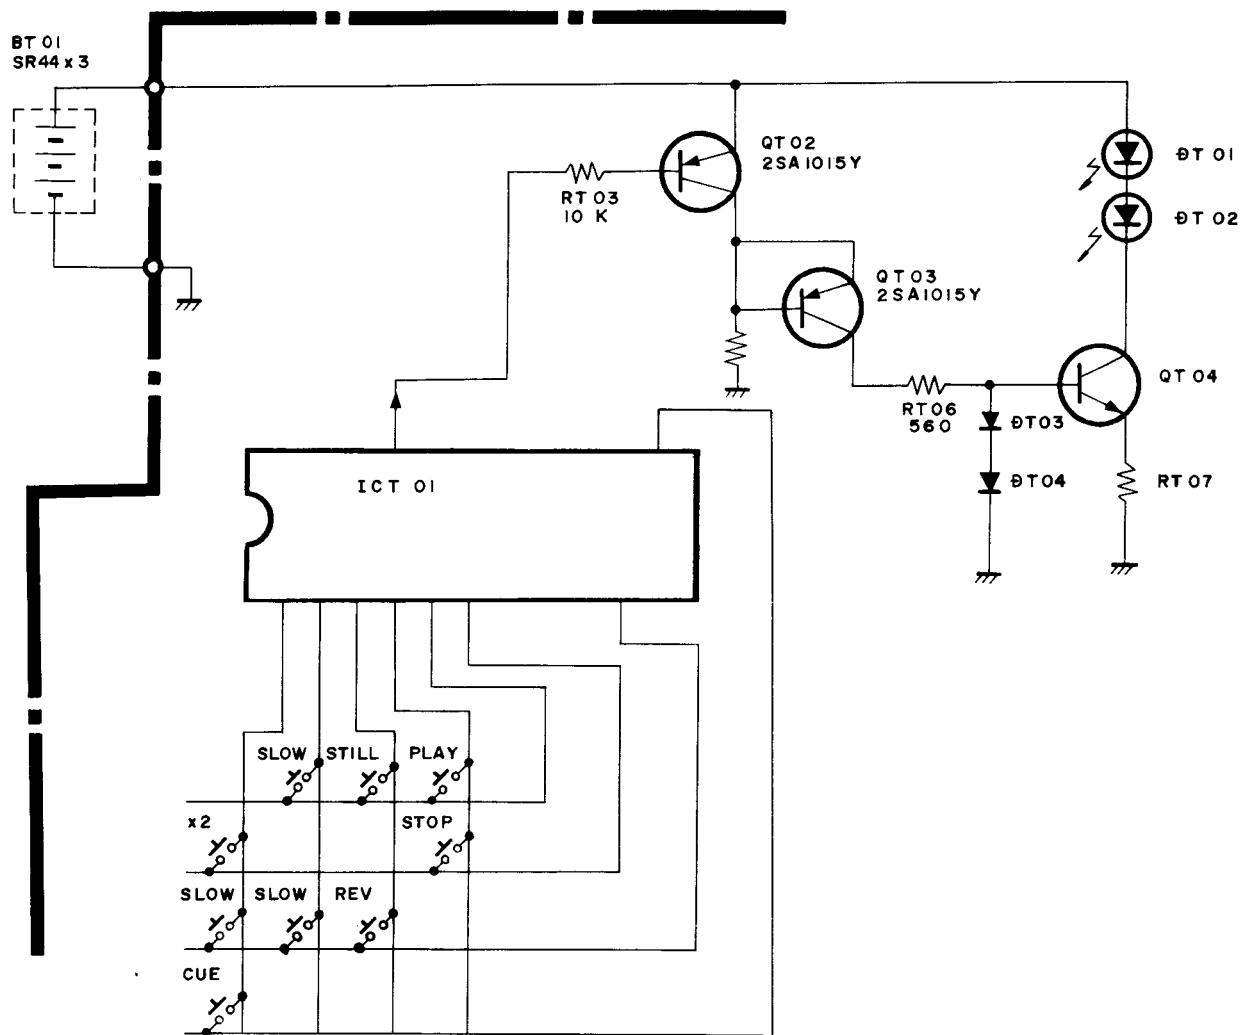 BT 01
SR44 x 3
QT 02
2SA1015Y
RT 03
10 K
DT 01
DT 02
QT 03
2SA1015Y
RT 06
560
DT03
DT04
QT 04
RT 07
ICT 01
SLOW STILL PLAY
x2 STOP
SLOW SLOW REV
CUE